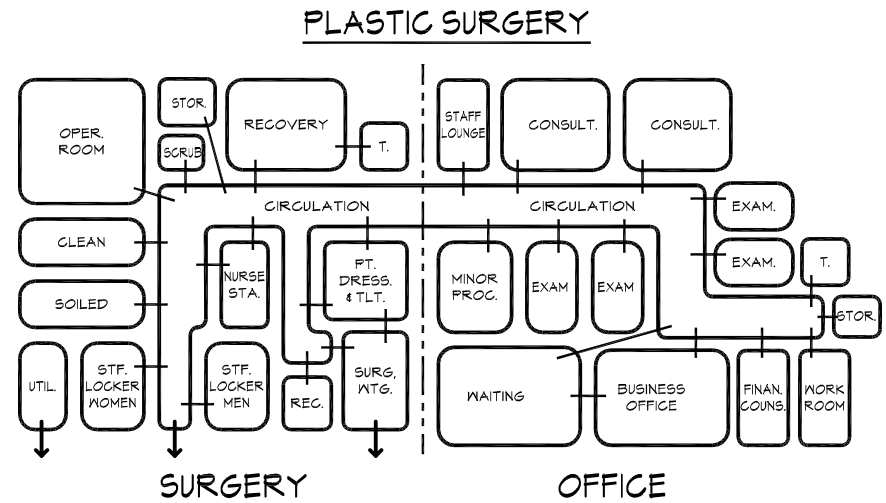 PLASTIC SURGERY
OPER.
ROOM
STOR.
SCRUB
RECOVERY
T.
STAFF
LOUNGE
CONSULT.
CONSULT.
CIRCULATION
CIRCULATION
EXAM.
EXAM.
T.
STOR.
CLEAN
SOILED
NURSE
STA.
PT.
DRESS.
& TLT.
MINOR
PROC.
EXAM
EXAM
UTIL.
STF.
LOCKER
WOMEN
STF.
LOCKER
MEN
REC.
SURG.
WTG.
WAITING
BUSINESS
OFFICE
FINAN.
COUNS.
WORK
ROOM
SURGERY
OFFICE